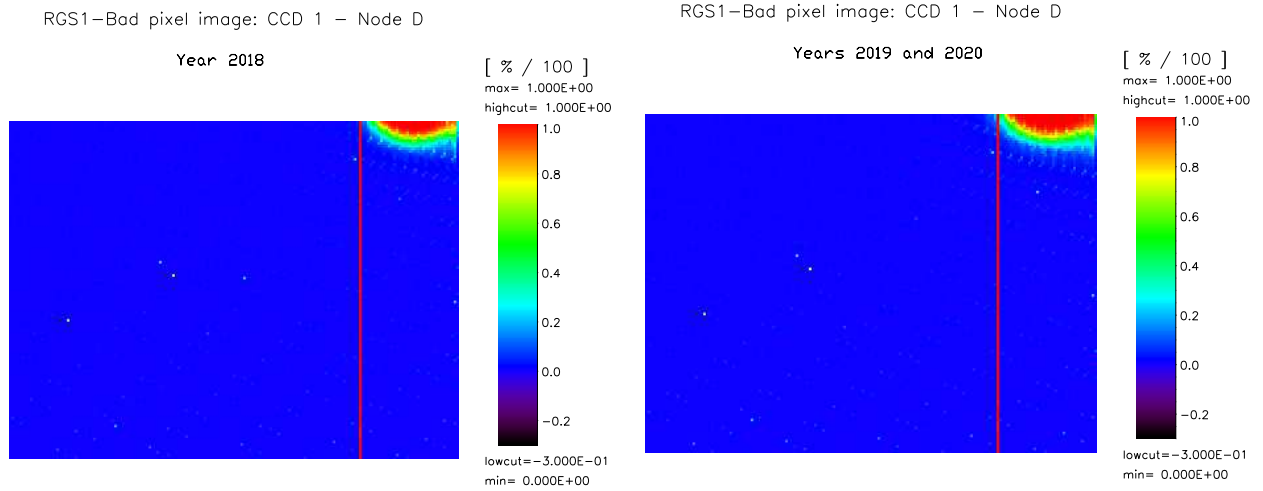 RGS1-Bad pixel image: CCD 1 - Node D
Year 2018
[ % / 100 ]
max= 1.000E+00
highcut= 1.000E+00
1.0
0.8
0.6
0.4
0.2
0.0
-0.2
lowcut=-3.000E-01
min= 0.000E+00
RGS1-Bad pixel image: CCD 1 - Node D
Years 2019 and 2020
[ % / 100 ]
max= 1.000E+00
highcut= 1.000E+00
1.0
0.8
0.6
0.4
0.2
0.0
-0.2
lowcut=-3.000E-01
min= 0.000E+00